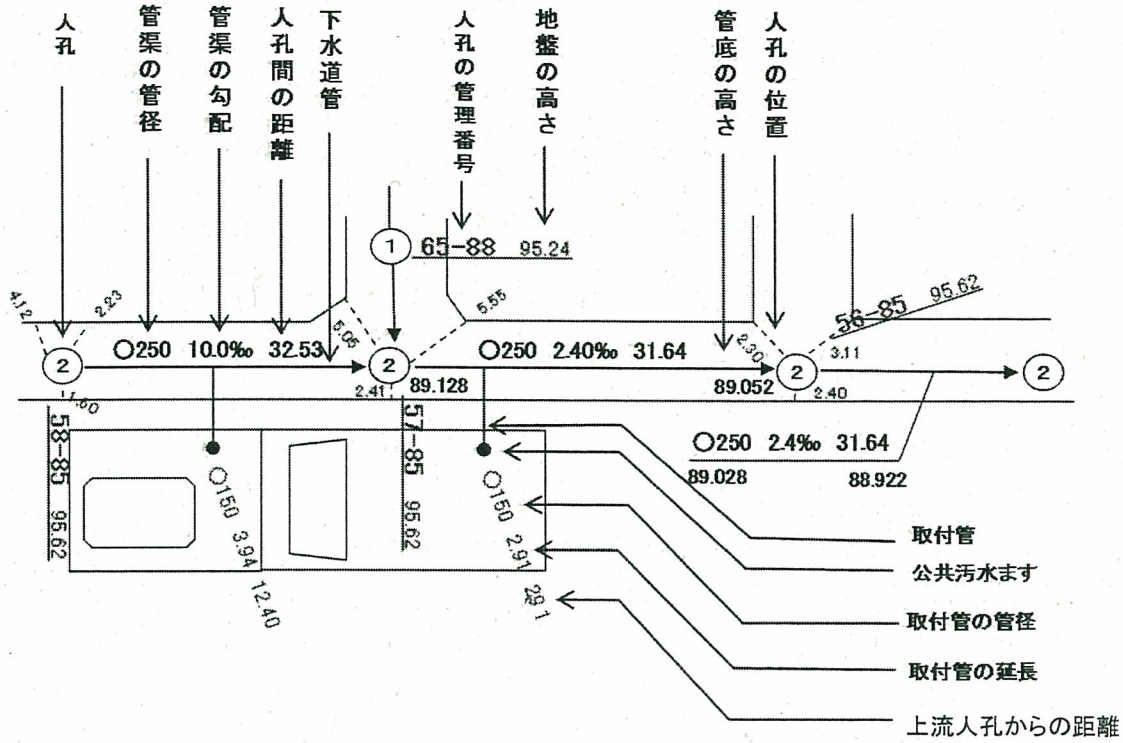 人孔
管渠の管径
管渠の勾配
人孔間の距離
下水道管
人孔の管理番号
地盤の高さ
管底の高さ
人孔の位置
1
65-88 95.24
4.12
2.23
5.05
5.55
2.30
3.11
56-85 95.62
○250 10.0‰ 32.53
○250 2.40‰ 31.64
2
2
2
2
1.60
2.41
89.128
89.052
2.40
58-85 95.62
57-85 95.62
○250 2.4‰ 31.64
89.028 88.922
○150 3.94 12.40
○150 2.91 29.1
取付管
公共汚水ます
取付管の管径
取付管の延長
上流人孔からの距離